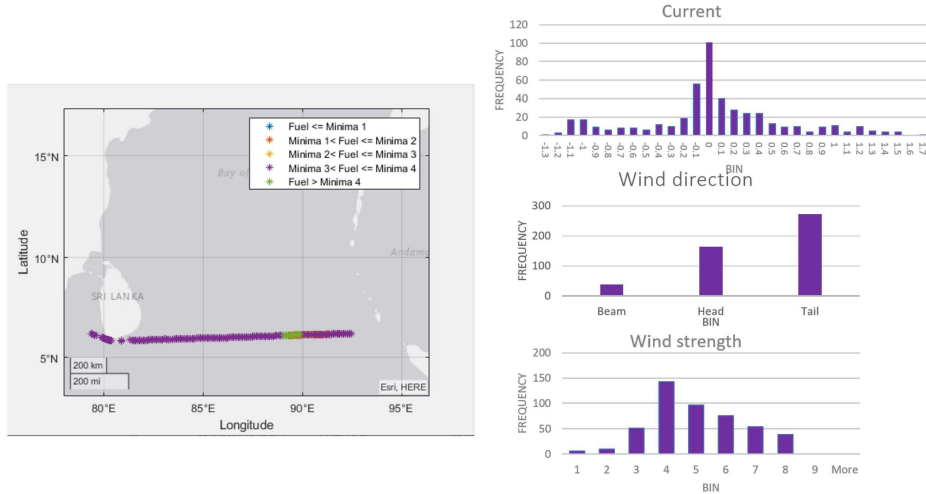 Fuel <= Minima 1
Minima 1< Fuel <= Minima 2
Minima 2< Fuel <= Minima 3
Minima 3< Fuel <= Minima 4
Fuel > Minima 4
15°N
Bay of
10°N
Andam
SRI LANKA
5°N
200 km
200 mi
Esri, HERE
80°E 85°E 90°E 95°E
Latitude
Longitude
Current
FREQUENCY
120
100
80
60
40
20
0
-1.3 -1.2 -1.1 -1 -0.9 -0.8 -0.7 -0.6 -0.5 -0.4 -0.3 -0.2 -0.1 0 0.1 0.2 0.3 0.4 0.5 0.6 0.7 0.8 0.9 1 1.1 1.2 1.3 1.5 1.6 1.7
BIN
Wind direction
FREQUENCY
300
200
100
0
Beam Head Tail
BIN
Wind strength
FREQUENCY
200
150
100
50
0
1 2 3 4 5 6 7 8 9 More
BIN